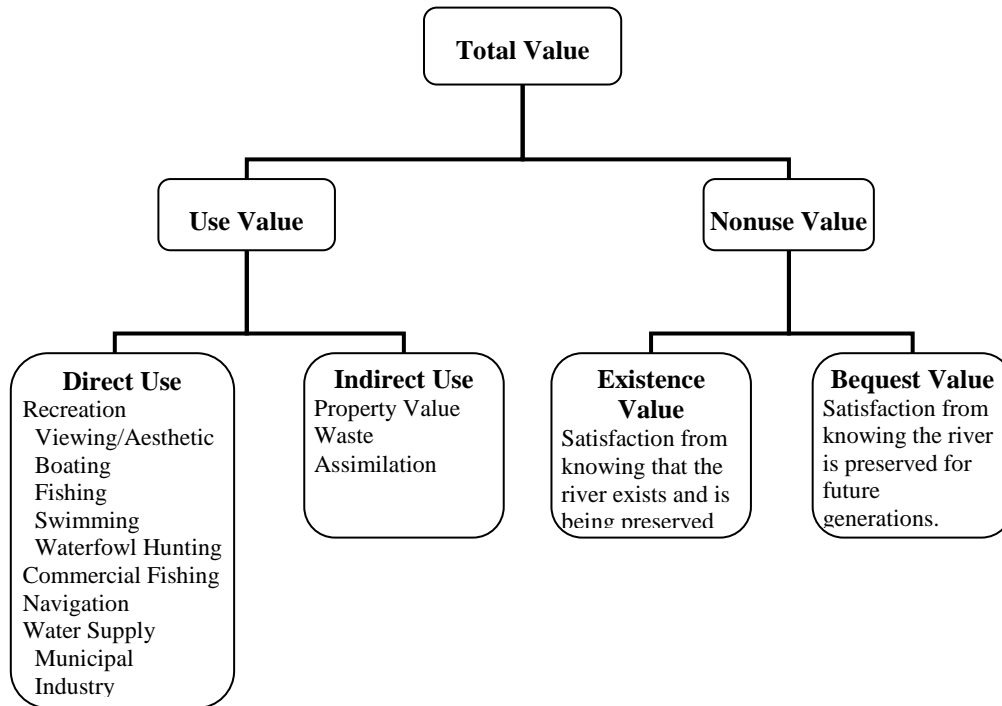 Total Value
Use Value
Nonuse Value
Direct Use
Recreation
Viewing/Aesthetic
Boating
Fishing
Swimming
Waterfowl Hunting
Commercial Fishing
Navigation
Water Supply
Municipal
Industry
Indirect Use
Property Value
Waste
Assimilation
Existence
Value
Satisfaction from
knowing that the
river exists and is
being preserved
Bequest Value
Satisfaction from
knowing the river
is preserved for
future
generations.